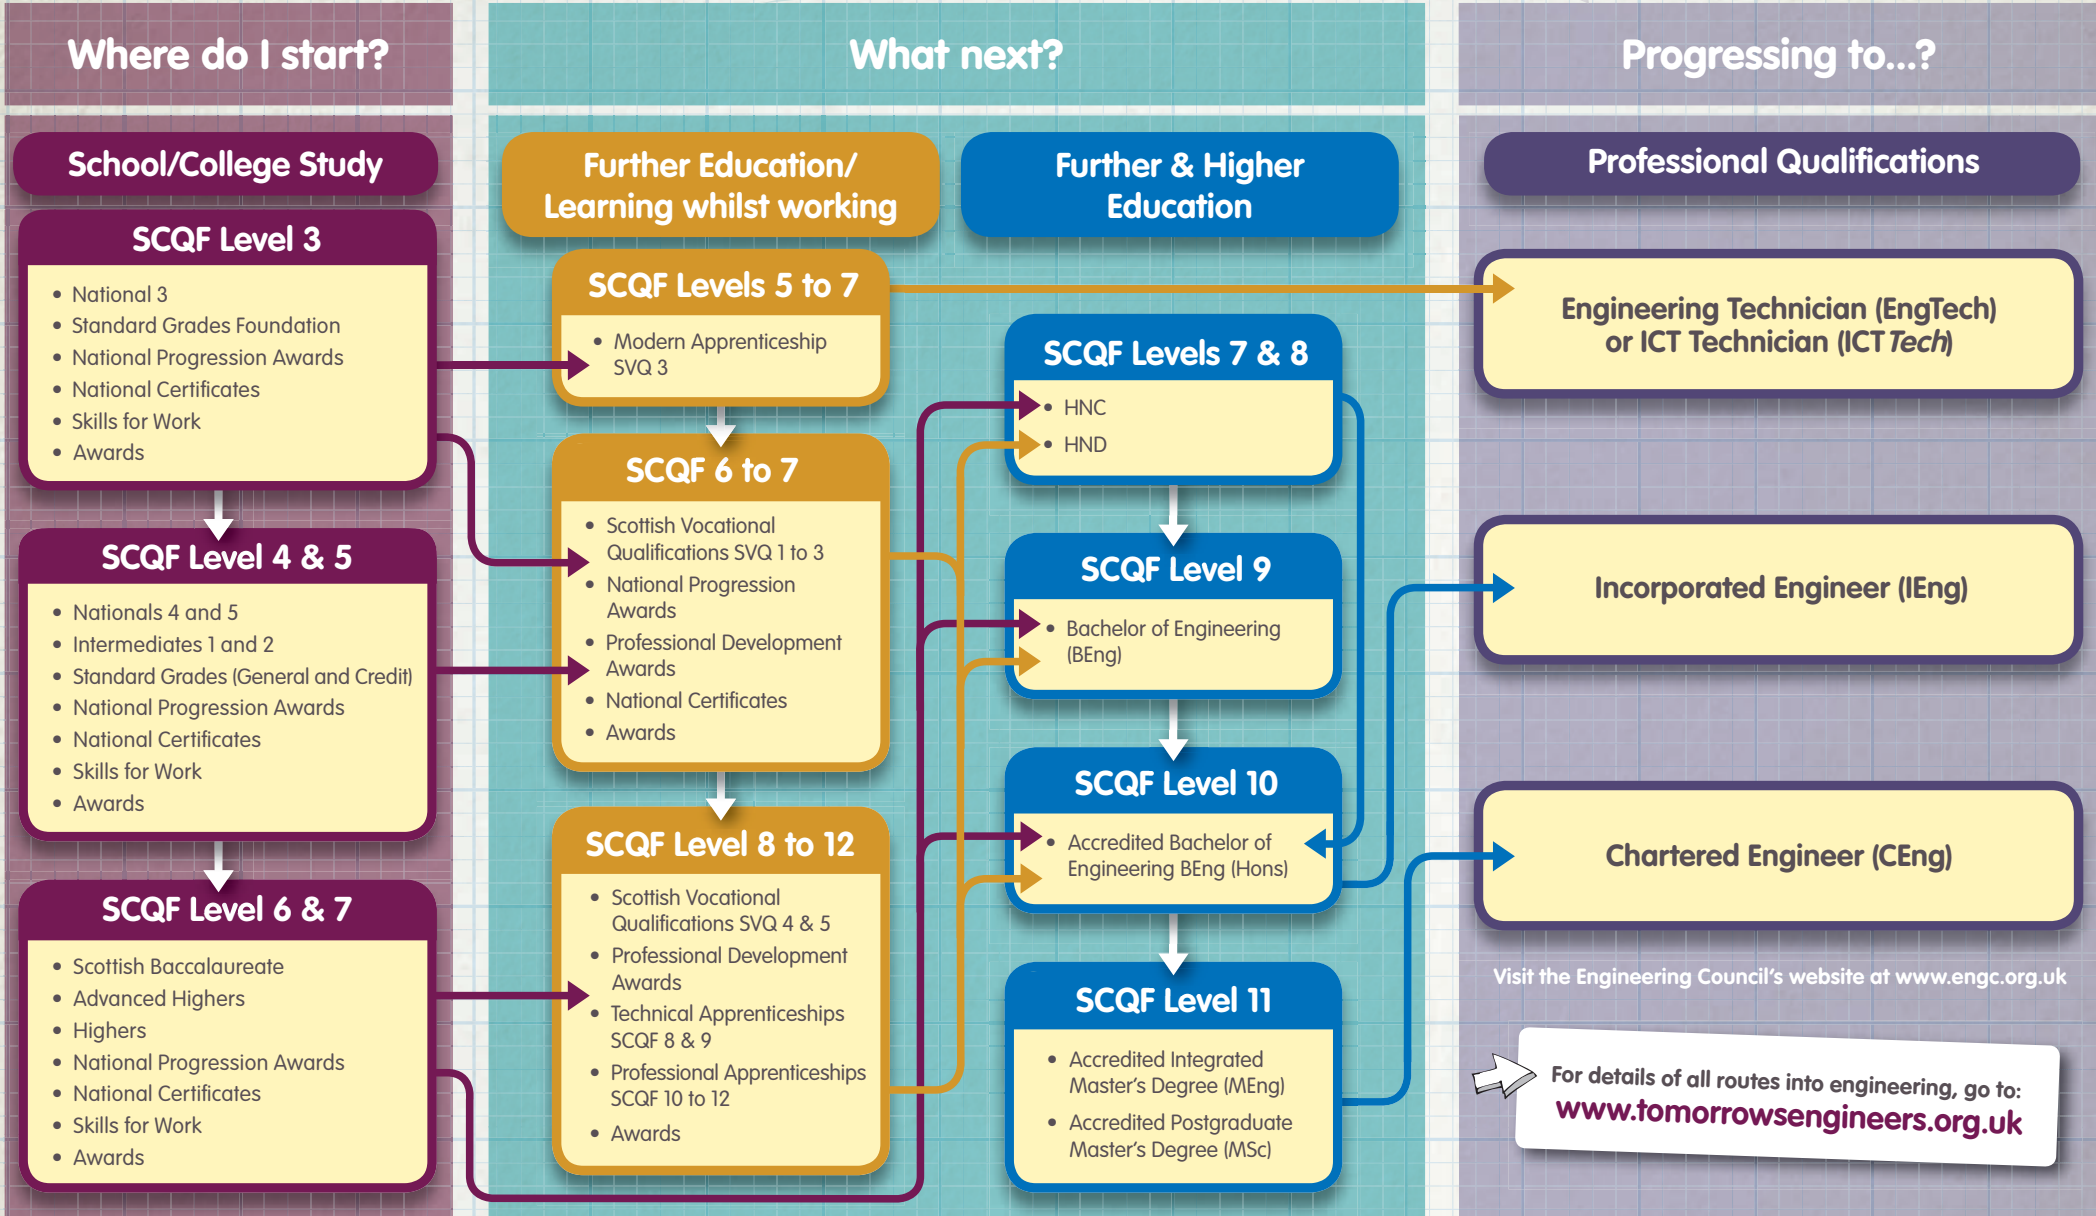 Where do I start?
What next?
Progressing to...?
School/College Study
SCQF Level 3
• National 3
• Standard Grades Foundation
• National Progression Awards
• National Certificates
• Skills for Work
• Awards
SCQF Level 4 & 5
• Nationals 4 and 5
• Intermediates 1 and 2
• Standard Grades (General and Credit)
• National Progression Awards
• National Certificates
• Skills for Work
• Awards
SCQF Level 6 & 7
• Scottish Baccalaureate
• Advanced Highers
• Highers
• National Progression Awards
• National Certificates
• Skills for Work
• Awards
Further Education/
Learning whilst working
SCQF Levels 5 to 7
• Modern Apprenticeship
SVQ 3
SCQF 6 to 7
• Scottish Vocational
Qualifications SVQ 1 to 3
• National Progression
Awards
• Professional Development
Awards
• National Certificates
• Awards
SCQF Level 8 to 12
• Scottish Vocational
Qualifications SVQ 4 & 5
• Professional Development
Awards
• Technical Apprenticeships
SCQF 8 & 9
• Professional Apprenticeships
SCQF 10 to 12
• Awards
Further & Higher
Education
SCQF Levels 7 & 8
• HNC
• HND
SCQF Level 9
• Bachelor of Engineering
(BEng)
SCQF Level 10
• Accredited Bachelor of
Engineering BEng (Hons)
SCQF Level 11
• Accredited Integrated
Master's Degree (MEng)
• Accredited Postgraduate
Master's Degree (MSc)
Professional Qualifications
Engineering Technician (EngTech)
or ICT Technician (ICTTech)
Incorporated Engineer (IEng)
Chartered Engineer (CEng)
Visit the Engineering Council's website at www.engc.org.uk
For details of all routes into engineering, go to:
www.tomorrowsengineers.org.uk